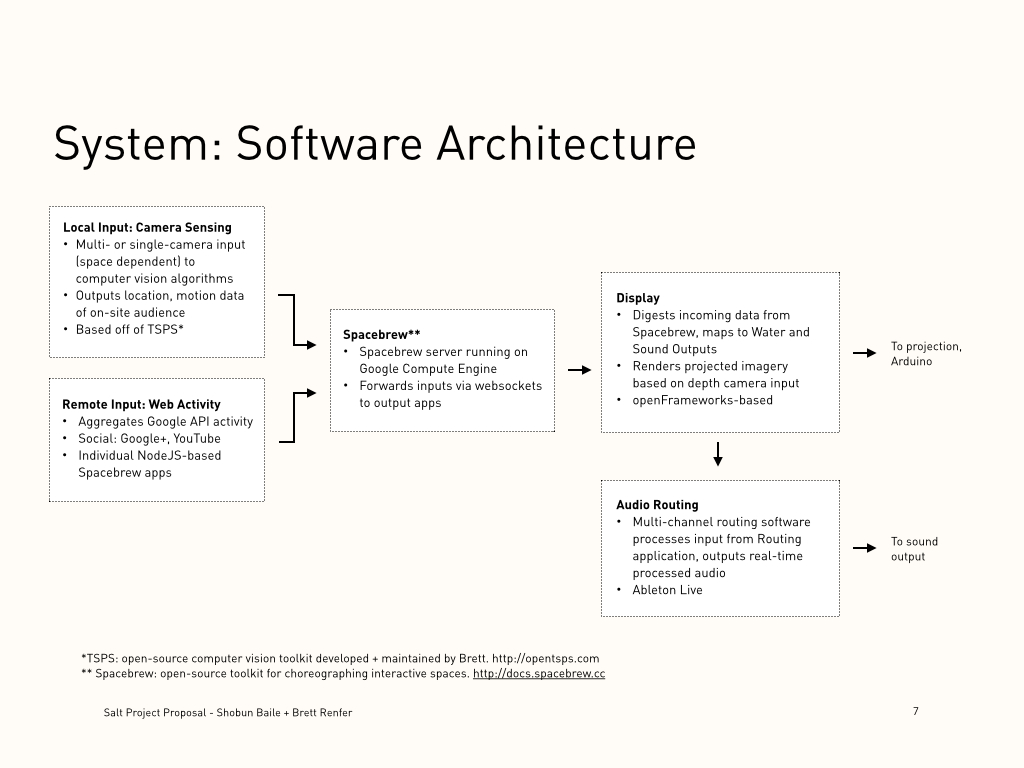 System: Software Architecture
Local Input: Camera Sensing
• Multi- or single-camera input
(space dependent) to
computer vision algorithms
• Outputs location, motion data
of on-site audience
• Based off of TSPS*
Remote Input: Web Activity
• Aggregates Google API activity
• Social: Google+, YouTube
• Individual NodeJS-based
Spacebrew apps
Spacebrew**
• Spacebrew server running on
Google Compute Engine
• Forwards inputs via websockets
to output apps
Display
• Digests incoming data from
Spacebrew, maps to Water and
Sound Outputs
• Renders projected imagery
based on depth camera input
• openFrameworks-based
To projection,
Arduino
Audio Routing
• Multi-channel routing software
processes input from Routing
application, outputs real-time
processed audio
• Ableton Live
To sound
output
*TSPS: open-source computer vision toolkit developed + maintained by Brett. http://opentsps.com
** Spacebrew: open-source toolkit for choreographing interactive spaces. http://docs.spacebrew.cc
Salt Project Proposal - Shobun Baile + Brett Renfer
7